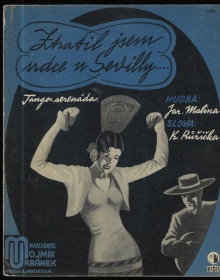 Ztratil jsem
srdce u Sevilly....
Tango-serenáda.
HUDBA:
Jar. Malina
SLOVA:
K. Růžička
NAKLADATEL
MOJMÍR
URBÁNEK